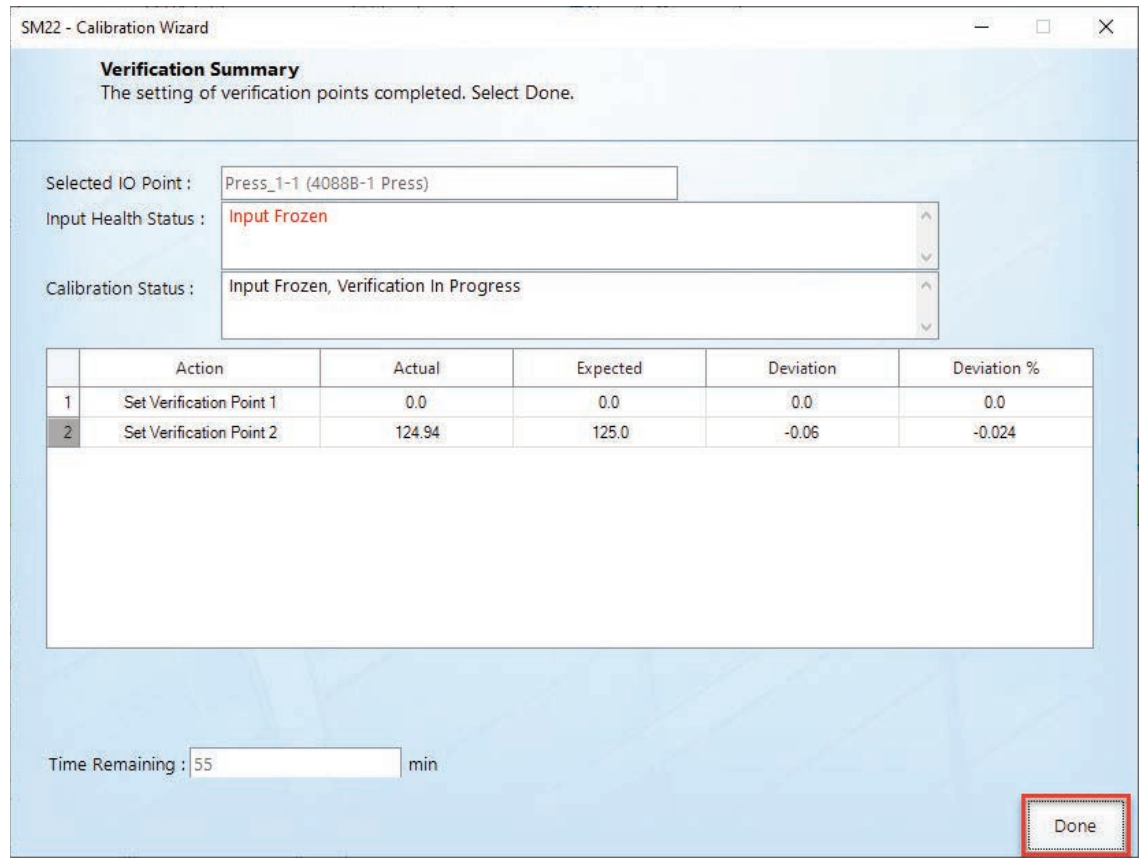 SM22 - Calibration Wizard
Verification Summary
The setting of verification points completed. Select Done.
Selected IO Point : Press_1-1 (4088B-1 Press)
Input Health Status : Input Frozen
Calibration Status : Input Frozen, Verification In Progress
Action Actual Expected Deviation Deviation %
1 Set Verification Point 1 0.0 0.0 0.0 0.0
2 Set Verification Point 2 124.94 125.0 -0.06 -0.024
Time Remaining : 55 min
Done